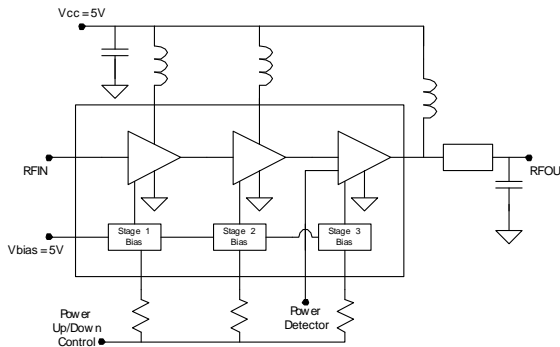 Vcc = 5V
RFIN
RFOU
Stage 1
Bias
Stage 2
Bias
Stage 3
Bias
Vbias = 5V
Power
Up/Down
Control
Power
Detector